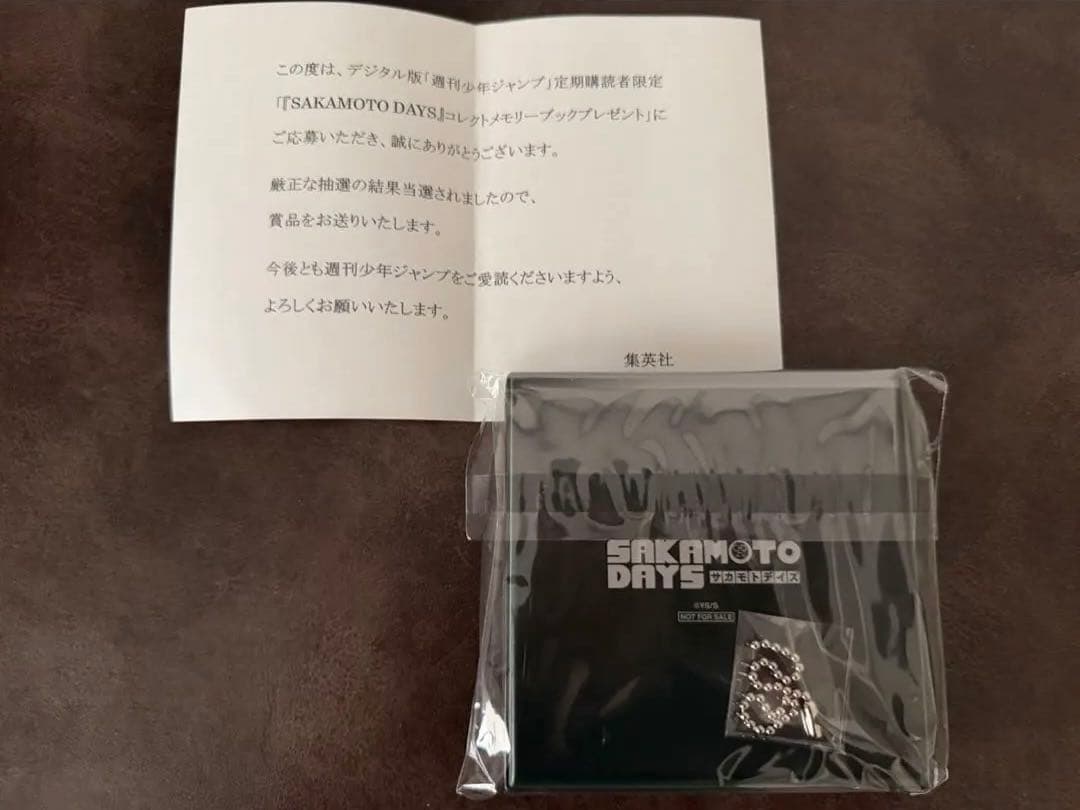 この度は、デジタル版「週刊少年ジャンプ」定期購読者限定
「『SAKAMOTO DAYS』コレクトメモリーブックプレゼント」に
ご応募いただき、誠にありがとうございます。
厳正な抽選の結果当選されましたので、
賞品をお送りいたします。
今後とも週刊少年ジャンプをご愛読くださいますよう、
よろしくお願いいたします。
集英社
SAKAMOTO
DAYS サカモトデイズ
©YS/S
NOT FOR SALE